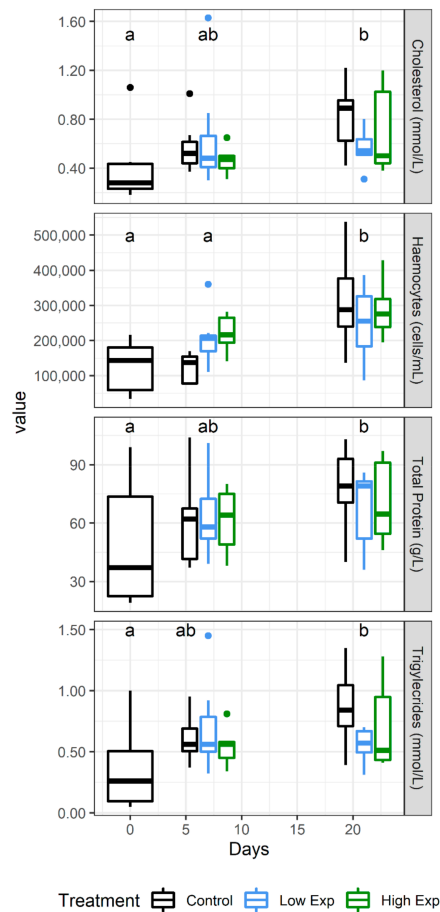 value
1.60
1.20
0.80
0.40
a
ab
b
Cholesterol (mmol/L)
500,000
400,000
300,000
200,000
100,000
a
a
b
Haemocytes (cells/mL)
90
60
30
a
ab
b
Total Protein (g/L)
1.50
1.00
0.50
0.00
a
ab
b
Trigylecrides (mmol/L)
0
5
10
15
20
Days
Treatment Control Low Exp High Exp